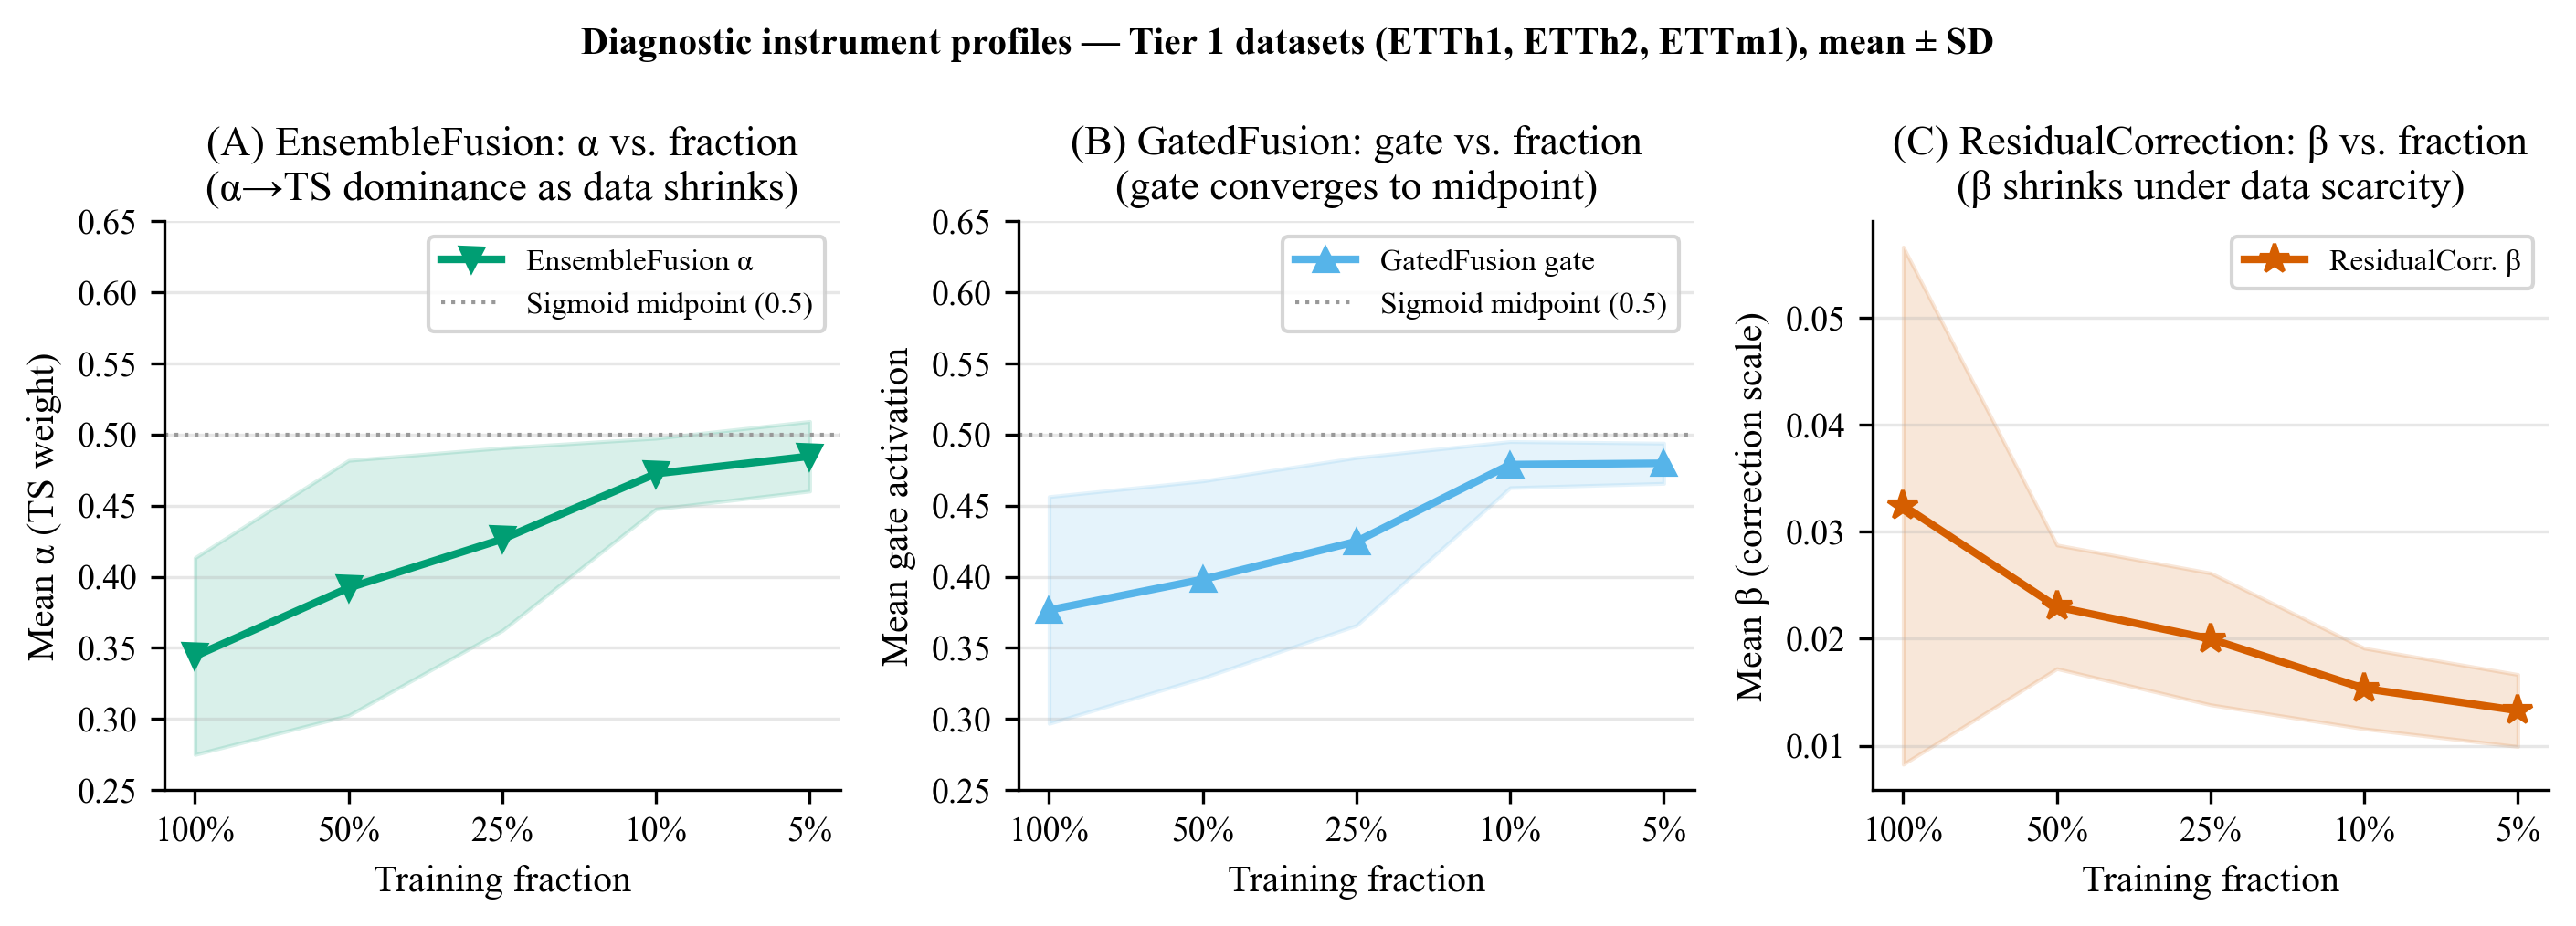 Diagnostic instrument profiles — Tier 1 datasets (ETTh1, ETTh2, ETTm1), mean ± SD
(A) EnsembleFusion: α vs. fraction
(α→TS dominance as data shrinks)
0.65
0.60
0.55
0.50
0.45
0.40
0.35
0.30
0.25
Mean α (TS weight)
EnsembleFusion α
Sigmoid midpoint (0.5)
100%
50%
25%
10%
5%
Training fraction
(B) GatedFusion: gate vs. fraction
(gate converges to midpoint)
0.65
0.60
0.55
0.50
0.45
0.40
0.35
0.30
0.25
Mean gate activation
GatedFusion gate
Sigmoid midpoint (0.5)
100%
50%
25%
10%
5%
Training fraction
(C) ResidualCorrection: β vs. fraction
(β shrinks under data scarcity)
0.05
0.04
0.03
0.02
0.01
Mean β (correction scale)
ResidualCorr. β
100%
50%
25%
10%
5%
Training fraction